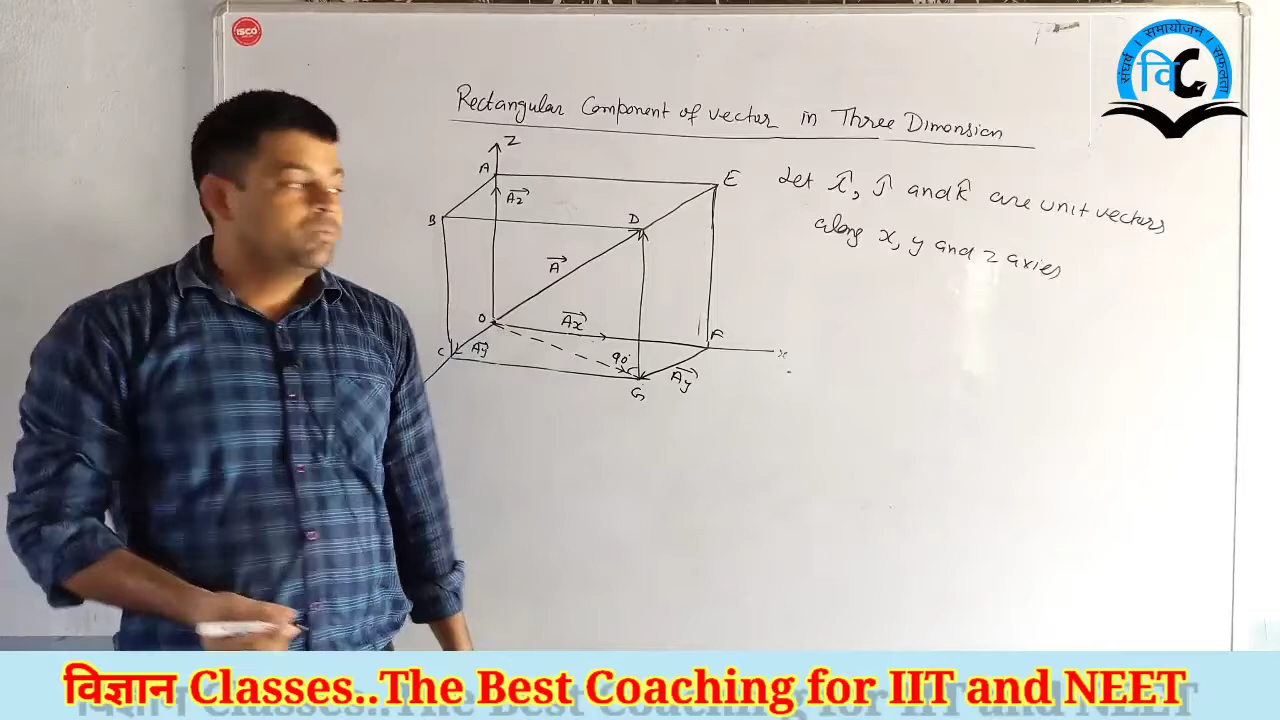 ISCO
संघर्ष । समायोजन । सफलता
वि C
Rectangular Component of vector in Three Dimension
Z
A
E
Az
B
D
A
O
Ax
F
C
Ay
90°
x
Ay
G
Let î, ĵ and k̂ are unit vectors
along x, y and z axies
विज्ञान Classes..The Best Coaching for IIT and NEET